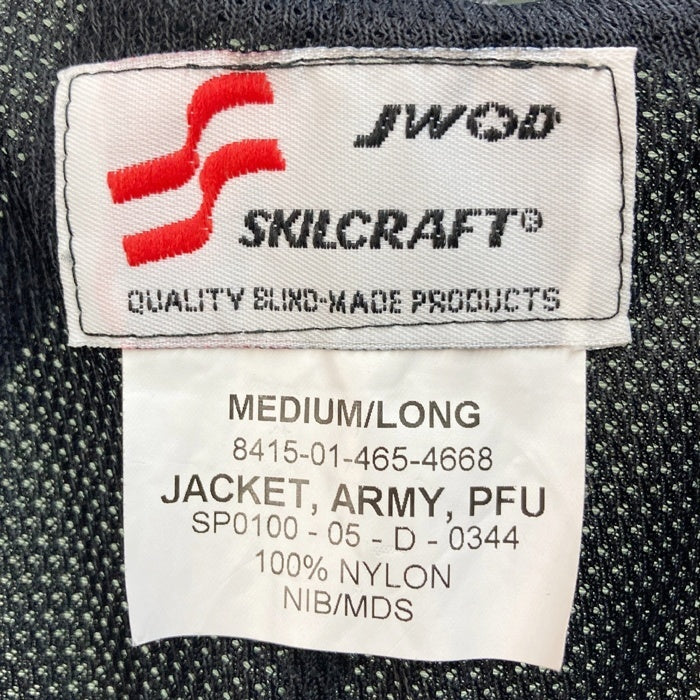 JWOD
SKILCRAFT®
QUALITY BLIND-MADE PRODUCTS
MEDIUM/LONG
8415-01-465-4668
JACKET, ARMY, PFU
SP0100 - 05 - D - 0344
100% NYLON
NIB/MDS